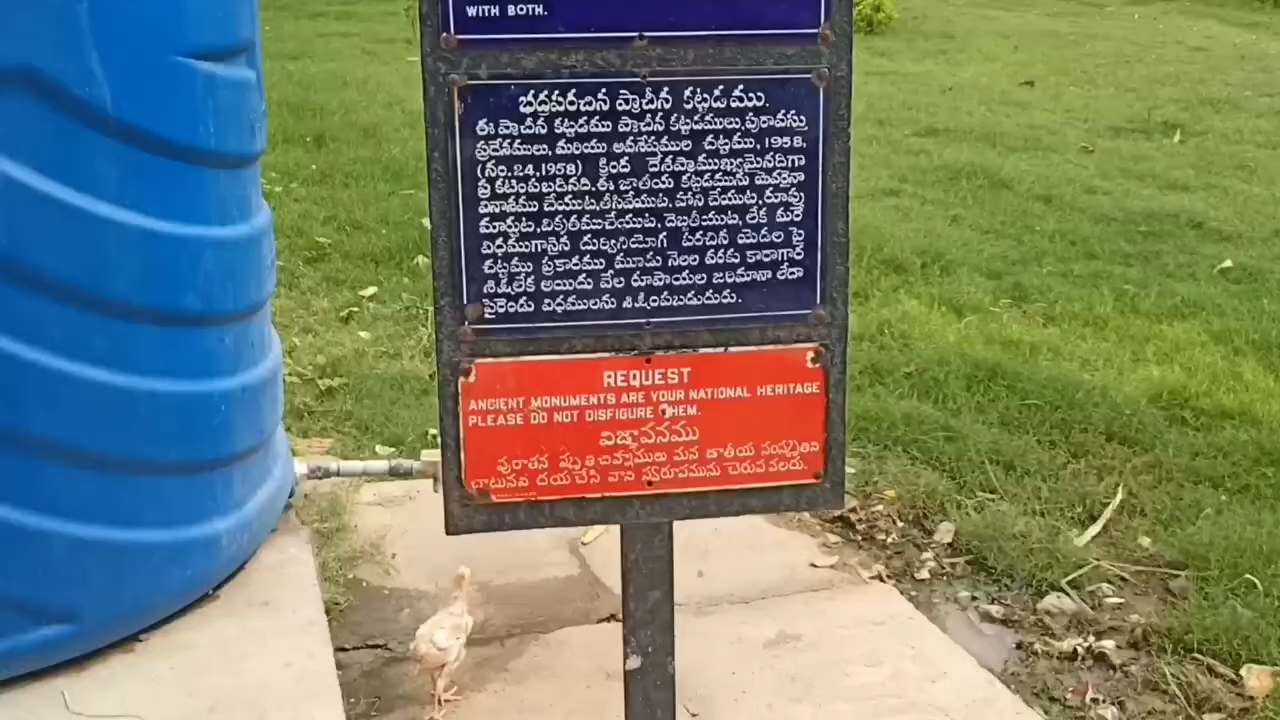 WITH BOTH.
భద్రపరచిన ప్రాచీన కట్టడము.
ఈ ప్రాచీన కట్టడము ప్రాచీన కట్టడములు,పురావస్తు
ప్రదేశములు, మరియు అవశేషముల చట్టము, 1958,
(నం.24,1958) క్రింద దేశప్రాముఖ్యమైనదిగా
ప్రకటింపబడినది.ఈ జాతీయ కట్టడమును యెవరైనా
వినాశము చేయుట,తీసివేయుట, హాని చేయుట,రూపు
మార్చుట,వికృతముచేయుట, దెబ్బతీయుట, లేక మరే
విధముగానైన దుర్వినియోగ పరచిన యెడల పై
చట్టము ప్రకారము మూడు నెలల వరకు కారాగార
శిక్షలేక అయిదు వేల రూపాయల జరిమానా లేదా
పైరెండు విధములను శిక్షింపబడుదురు.
REQUEST
ANCIENT MONUMENTS ARE YOUR NATIONAL HERITAGE
PLEASE DO NOT DISFIGURE THEM.
విజ్ఞాపనము
పురాతన స్మృతిచిహ్నములు మన జాతీయ సంస్కృతిని
చాటునవి దయచేసి వాని స్వరూపమును చెరుపవలదు.